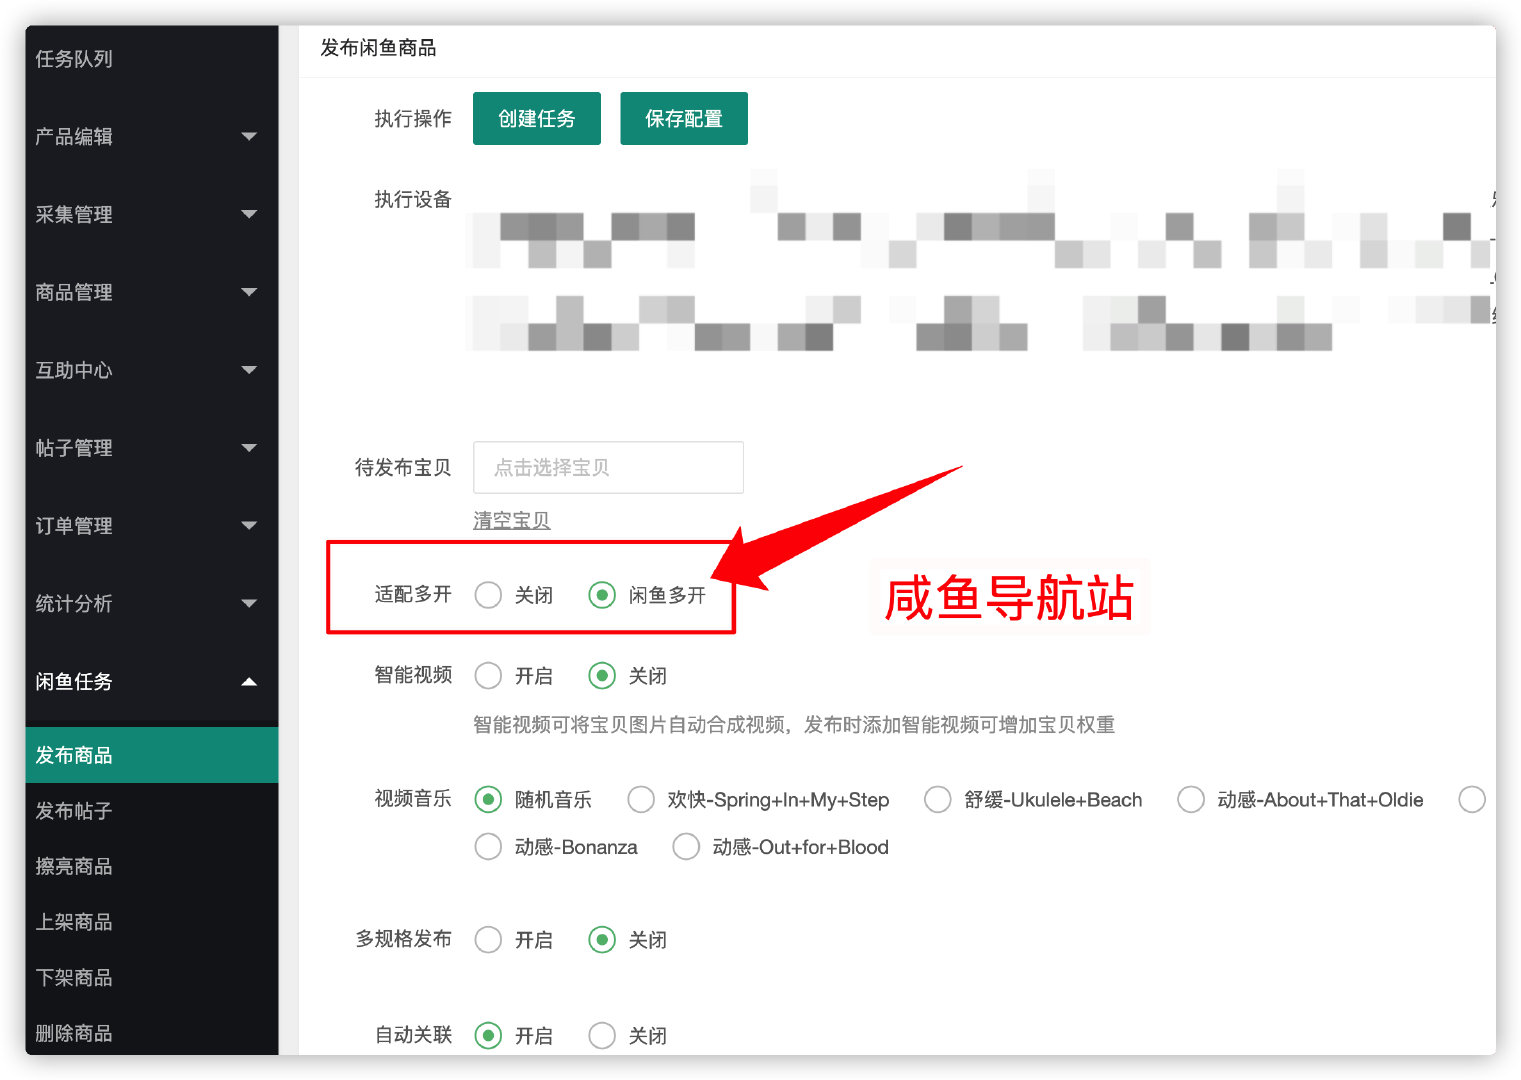 任务队列
产品编辑
采集管理
商品管理
互助中心
帖子管理
订单管理
统计分析
闲鱼任务
发布商品
发布帖子
擦亮商品
上架商品
下架商品
删除商品
发布闲鱼商品
执行操作 创建任务 保存配置
执行设备
待发布宝贝 点击选择宝贝
清空宝贝
适配多开 关闭 闲鱼多开
咸鱼导航站
智能视频 开启 关闭
智能视频可将宝贝图片自动合成视频，发布时添加智能视频可增加宝贝权重
视频音乐 随机音乐 欢快-Spring+In+My+Step 舒缓-Ukulele+Beach 动感-About+That+Oldie
动感-Bonanza 动感-Out+for+Blood
多规格发布 开启 关闭
自动关联 开启 关闭